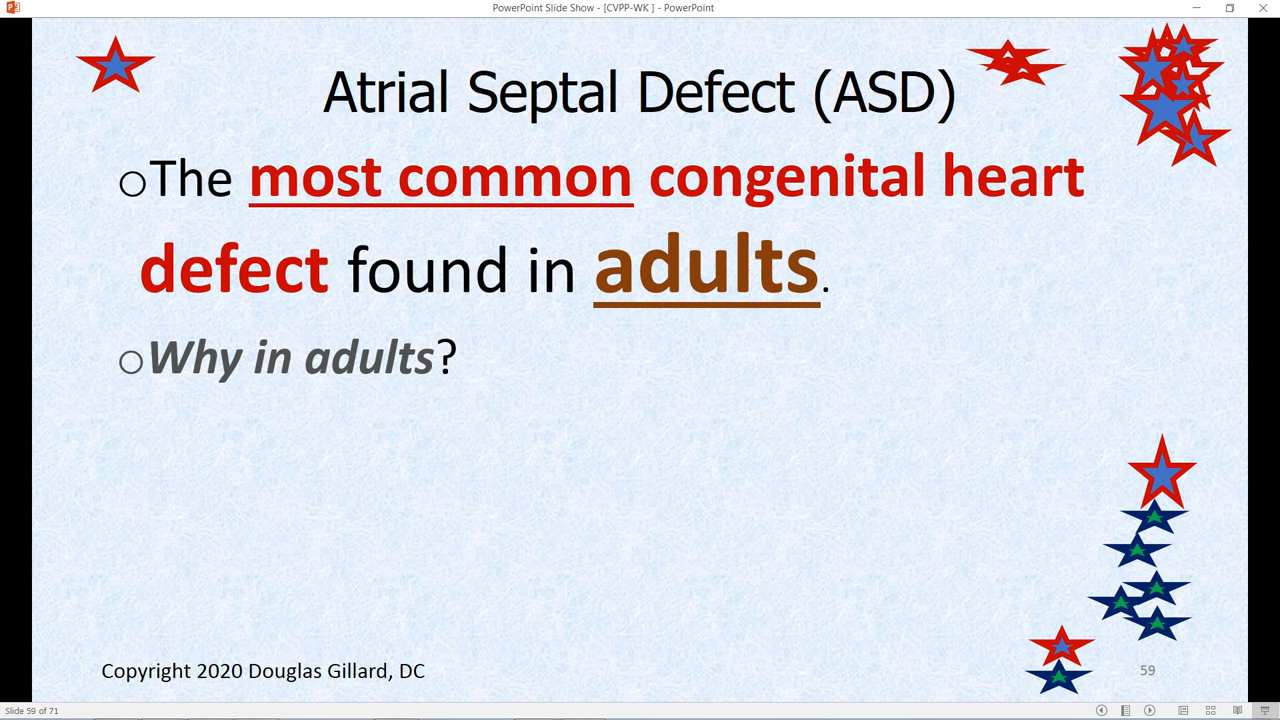 PowerPoint Slide Show - [CVPP-WK ] - PowerPoint
Atrial Septal Defect (ASD)
The most common congenital heart
defect found in adults.
Why in adults?
Copyright 2020 Douglas Gillard, DC
59
Slide 59 of 71